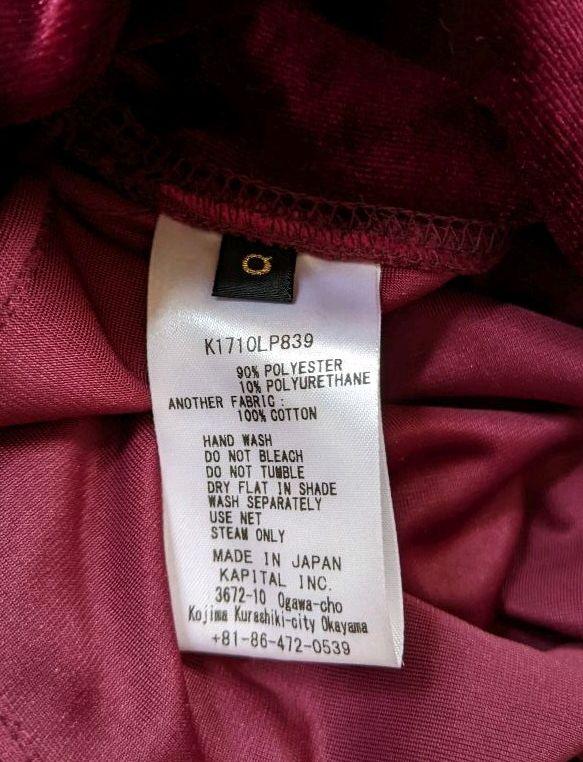 K1710LP839
90% POLYESTER
10% POLYURETHANE
ANOTHER FABRIC :
100% COTTON
HAND WASH
DO NOT BLEACH
DO NOT TUMBLE
DRY FLAT IN SHADE
WASH SEPARATELY
USE NET
STEAM ONLY
MADE IN JAPAN
KAPITAL INC.
3672-10 Ogawa-cho
Kojima Kurashiki-city Okayama
+81-86-472-0539